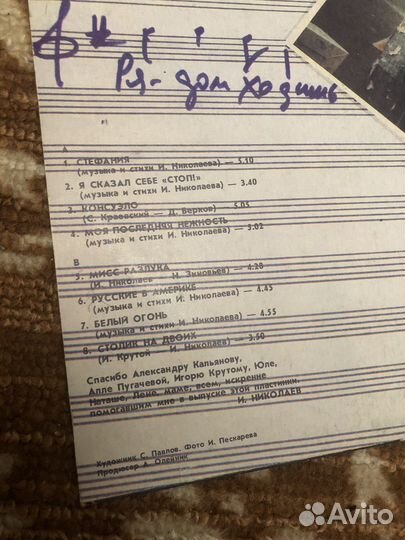 Ря- дом ходишь
А
1. СТЕФАНИЯ
(музыка и стихи И. Николаева) — 5.10
2. Я СКАЗАЛ СЕБЕ «СТОП!»
(музыка и стихи И. Николаева) — 3.40
3. КОНСУЭЛО
(С. Краевский — Д. Берков) — 5.05
4. МОЯ ПОСЛЕДНЯЯ НЕЖНОСТЬ
(музыка и стихи И. Николаева) — 5.02
В
5. МИСС РАЗЛУКА
(И. Николаев — Н. Зиновьев) — 4.28
6. РУССКИЕ В АМЕРИКЕ
(музыка и стихи И. Николаева) — 4.45
7. БЕЛЫЙ ОГОНЬ
(музыка и стихи И. Николаева) — 4.55
8. СТОЛИК НА ДВОИХ
(И. Крутой — И. Николаев) — 3.50
Спасибо Александру Кальянову,
Алле Пугачевой, Игорю Крутому, Юле,
Наташе, Лене, маме, всем, искренне
помогавшим мне в выпуске этой пластинки.
И. НИКОЛАЕВ
Художник С. Павлов. Фото И. Пескарева
Продюсер А. Олейник
Avito